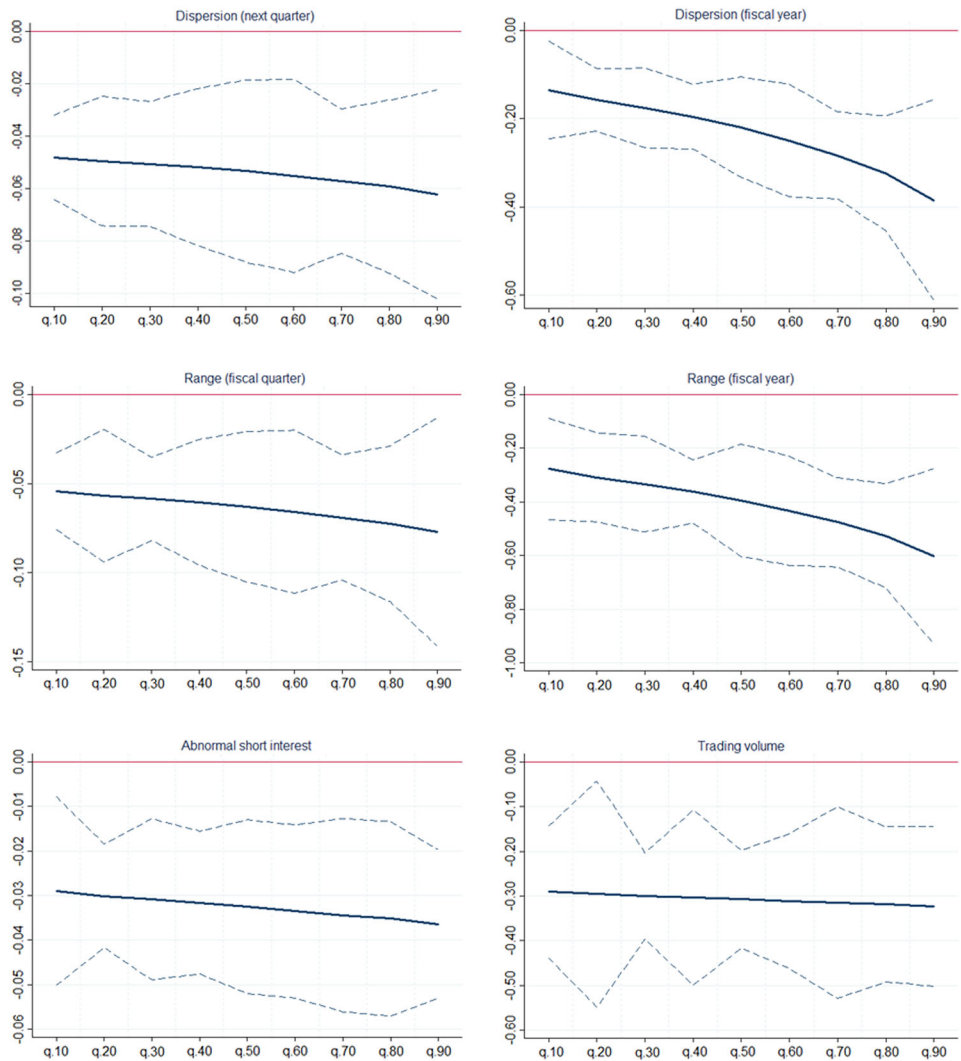 Dispersion (next quarter)
0.00
-0.02
-0.04
-0.06
-0.08
-0.10
q.10 q.20 q.30 q.40 q.50 q.60 q.70 q.80 q.90
Dispersion (fiscal year)
0.00
-0.20
-0.40
-0.60
q.10 q.20 q.30 q.40 q.50 q.60 q.70 q.80 q.90
Range (fiscal quarter)
0.00
-0.05
-0.10
-0.15
q.10 q.20 q.30 q.40 q.50 q.60 q.70 q.80 q.90
Range (fiscal year)
0.00
-0.20
-0.40
-0.60
-0.80
-1.00
q.10 q.20 q.30 q.40 q.50 q.60 q.70 q.80 q.90
Abnormal short interest
0.00
-0.01
-0.02
-0.03
-0.04
-0.05
-0.06
q.10 q.20 q.30 q.40 q.50 q.60 q.70 q.80 q.90
Trading volume
0.00
-0.10
-0.20
-0.30
-0.40
-0.50
-0.60
q.10 q.20 q.30 q.40 q.50 q.60 q.70 q.80 q.90